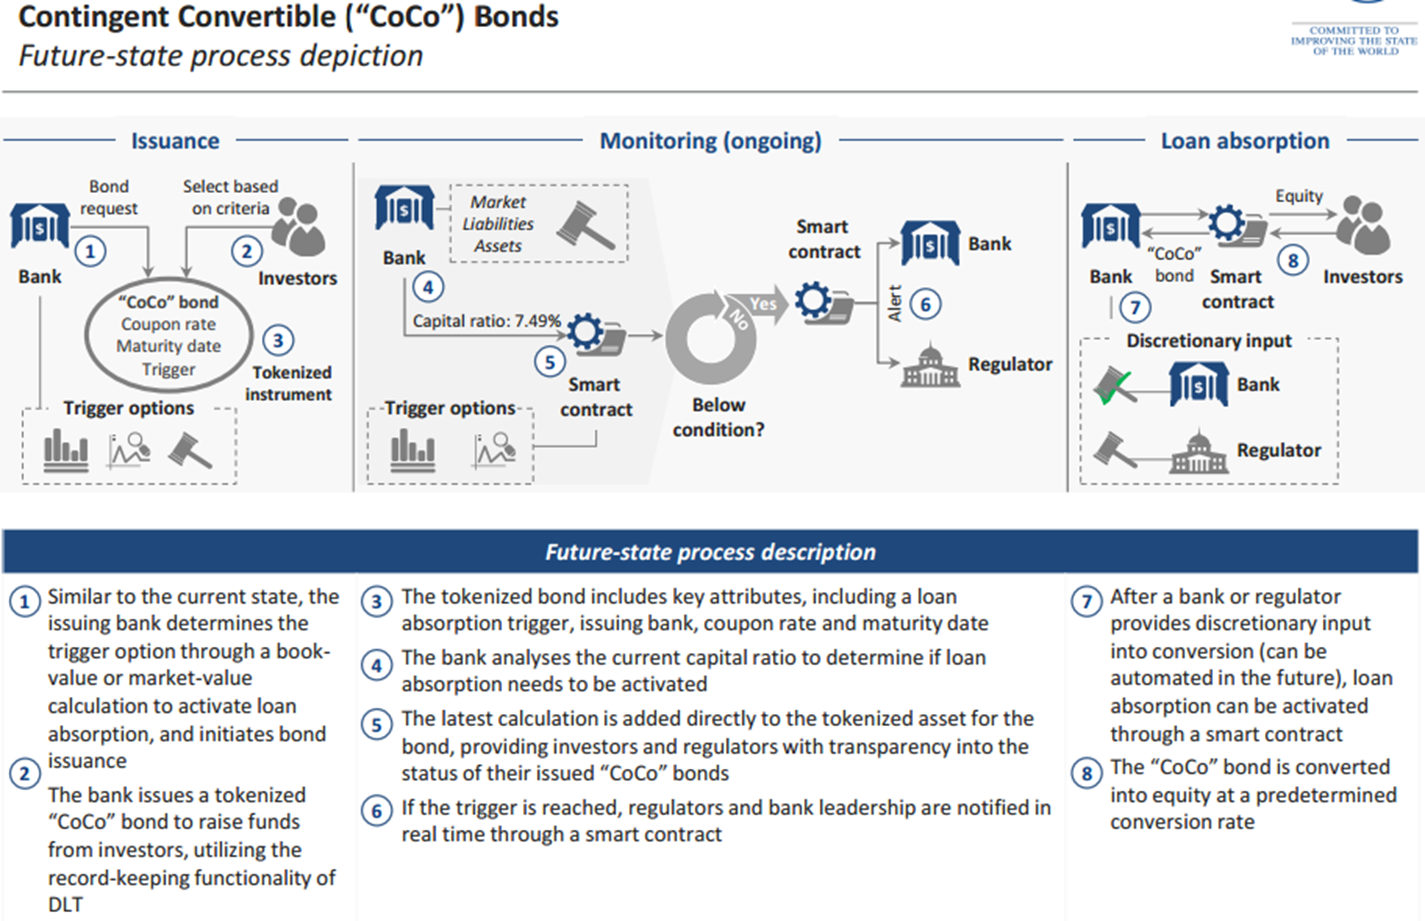 Contingent Convertible (“CoCo”) Bonds
Future-state process depiction
COMMITTED TO
IMPROVING THE STATE
OF THE WORLD
Issuance
Bond
request
Select based
on criteria
1
2
Bank
Investors
“CoCo” bond
Coupon rate
Maturity date
Trigger
3
Tokenized
instrument
Trigger options
Monitoring (ongoing)
Market
Liabilities
Assets
Bank
4
Capital ratio: 7.49%
5
Smart
contract
Trigger options
Yes
No
Below
condition?
Smart
contract
Alert
6
Bank
Regulator
Loan absorption
Equity
“CoCo”
bond
8
Bank
Smart
contract
Investors
7
Discretionary input
Bank
Regulator
Future-state process description
1 Similar to the current state, the
issuing bank determines the
trigger option through a book-
value or market-value
calculation to activate loan
absorption, and initiates bond
issuance
2 The bank issues a tokenized
“CoCo” bond to raise funds
from investors, utilizing the
record-keeping functionality of
DLT
3 The tokenized bond includes key attributes, including a loan
absorption trigger, issuing bank, coupon rate and maturity date
4 The bank analyses the current capital ratio to determine if loan
absorption needs to be activated
5 The latest calculation is added directly to the tokenized asset for the
bond, providing investors and regulators with transparency into the
status of their issued “CoCo” bonds
6 If the trigger is reached, regulators and bank leadership are notified in
real time through a smart contract
7 After a bank or regulator
provides discretionary input
into conversion (can be
automated in the future), loan
absorption can be activated
through a smart contract
8 The “CoCo” bond is converted
into equity at a predetermined
conversion rate